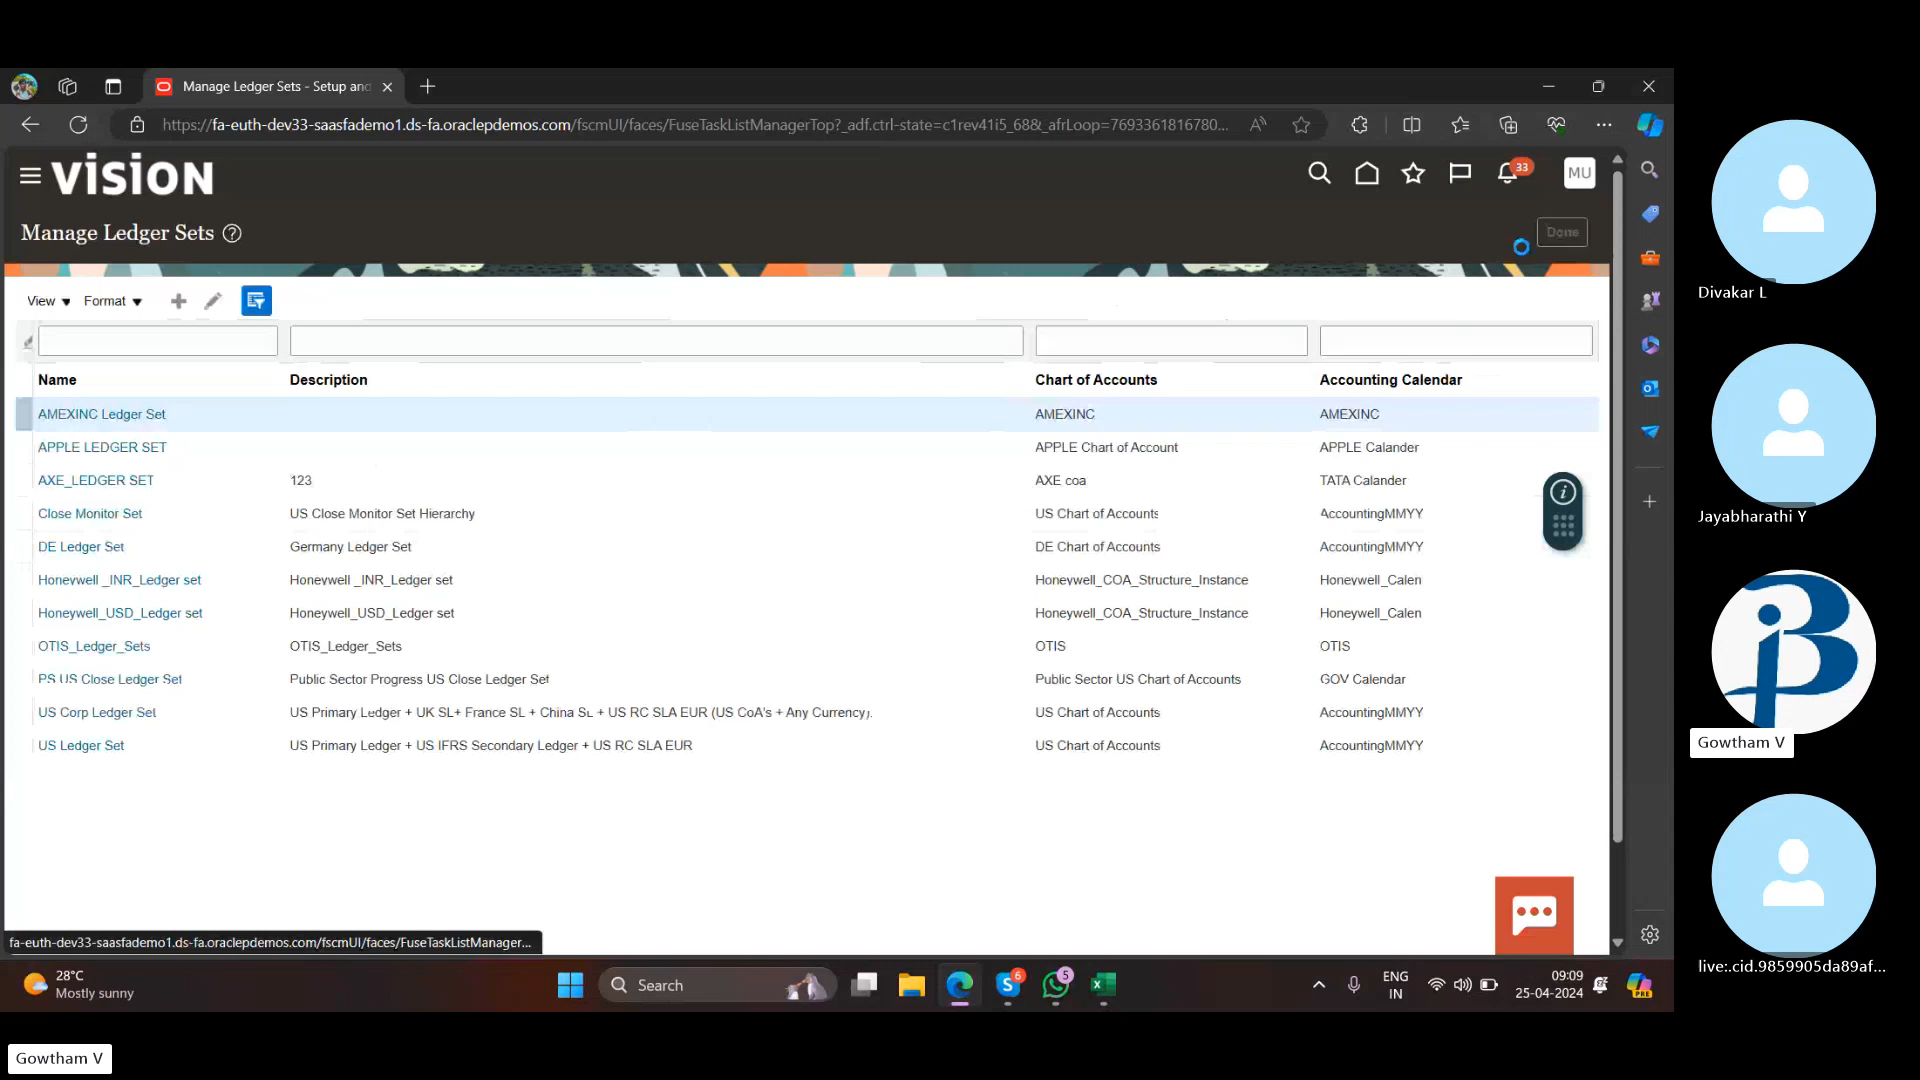 Manage Ledger Sets - Setup and
https://fa-euth-dev33-saasfademo1.ds-fa.oraclepdemos.com/fscmUI/faces/FuseTaskListManagerTop?_adf.ctrl-state=c1rev41i5_68&_afrLoop=7693361816780...
vision
33
MU
Manage Ledger Sets
Done
View Format
Name Description Chart of Accounts Accounting Calendar
AMEXINC Ledger Set AMEXINC AMEXINC
APPLE LEDGER SET APPLE Chart of Account APPLE Calander
AXE_LEDGER SET 123 AXE coa TATA Calander
Close Monitor Set US Close Monitor Set Hierarchy US Chart of Accounts AccountingMMYY
DE Ledger Set Germany Ledger Set DE Chart of Accounts AccountingMMYY
Honeywell _INR_Ledger set Honeywell _INR_Ledger set Honeywell_COA_Structure_Instance Honeywell_Calen
Honeywell_USD_Ledger set Honeywell_USD_Ledger set Honeywell_COA_Structure_Instance Honeywell_Calen
OTIS_Ledger_Sets OTIS_Ledger_Sets OTIS OTIS
PS US Close Ledger Set Public Sector Progress US Close Ledger Set Public Sector US Chart of Accounts GOV Calendar
US Corp Ledger Set US Primary Ledger + UK SL+ France SL + China SL + US RC SLA EUR (US CoA's + Any Currency). US Chart of Accounts AccountingMMYY
US Ledger Set US Primary Ledger + US IFRS Secondary Ledger + US RC SLA EUR US Chart of Accounts AccountingMMYY
fa-euth-dev33-saasfademo1.ds-fa.oraclepdemos.com/fscmUI/faces/FuseTaskListManager...
28°C
Mostly sunny
Search
6
5
ENG
IN
09:09
25-04-2024
PRE
Divakar L
Jayabharathi Y
Gowtham V
live:.cid.9859905da89af...
Gowtham V